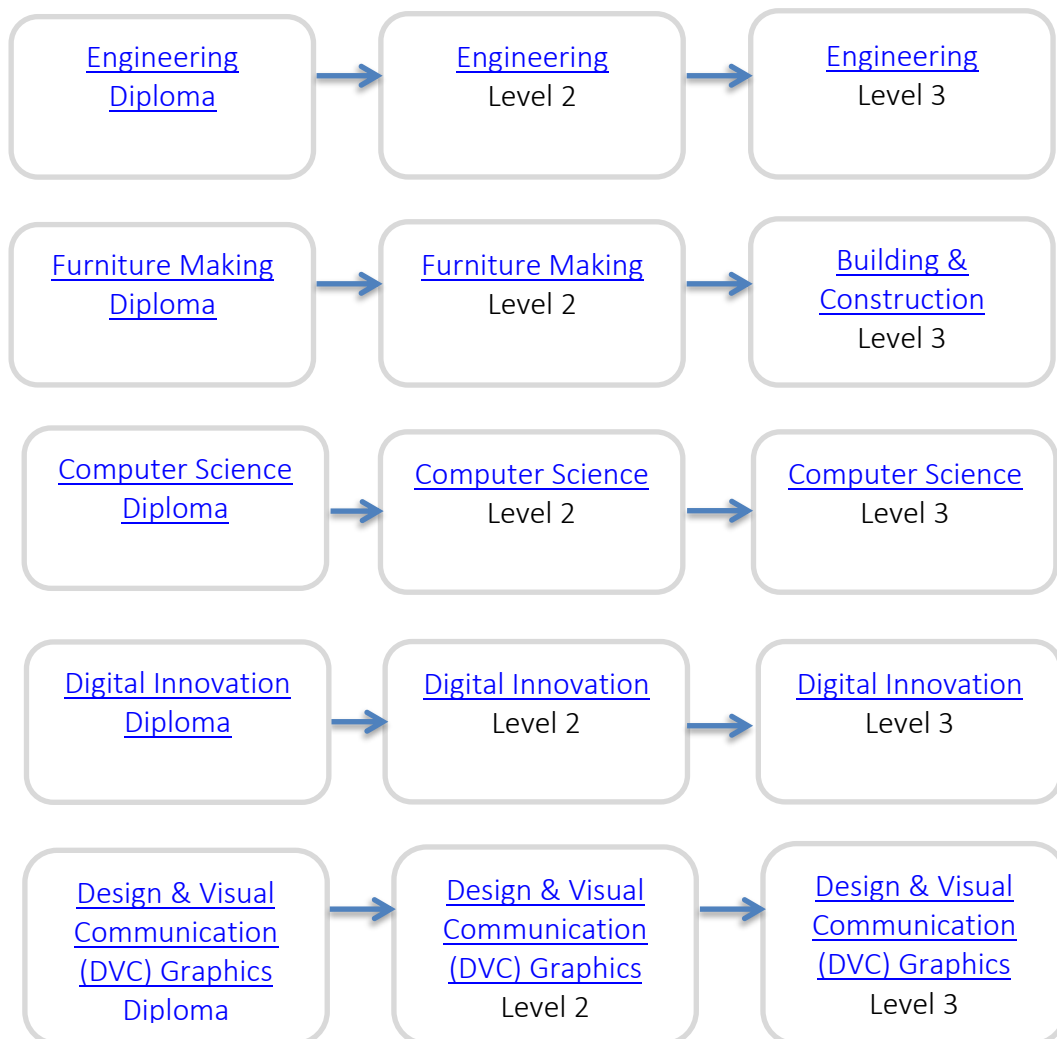 Engineering
Diploma
Engineering
Level 2
Engineering
Level 3
Furniture Making
Diploma
Furniture Making
Level 2
Building &
Construction
Level 3
Computer Science
Diploma
Computer Science
Level 2
Computer Science
Level 3
Digital Innovation
Diploma
Digital Innovation
Level 2
Digital Innovation
Level 3
Design & Visual
Communication
(DVC) Graphics
Diploma
Design & Visual
Communication
(DVC) Graphics
Level 2
Design & Visual
Communication
(DVC) Graphics
Level 3